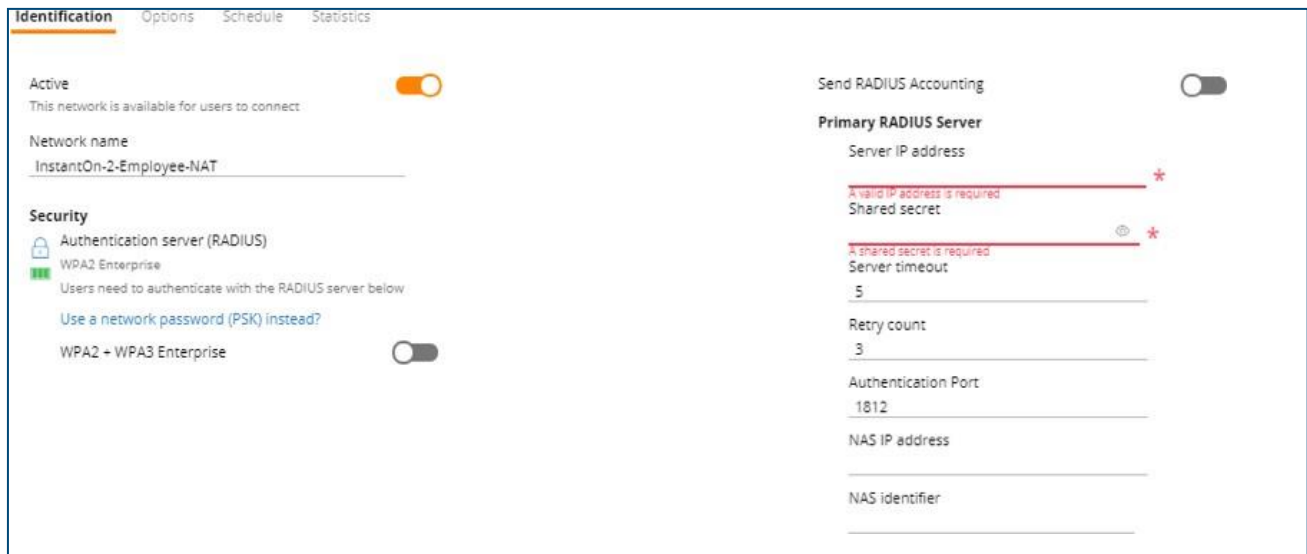 Identification Options Schedule Statistics
Active
This network is available for users to connect
Network name
InstantOn-2-Employee-NAT
Security
Authentication server (RADIUS)
WPA2 Enterprise
Users need to authenticate with the RADIUS server below
Use a network password (PSK) instead?
WPA2 + WPA3 Enterprise
Send RADIUS Accounting
Primary RADIUS Server
Server IP address
*
A valid IP address is required
Shared secret
*
A shared secret is required
Server timeout
5
Retry count
3
Authentication Port
1812
NAS IP address
NAS identifier